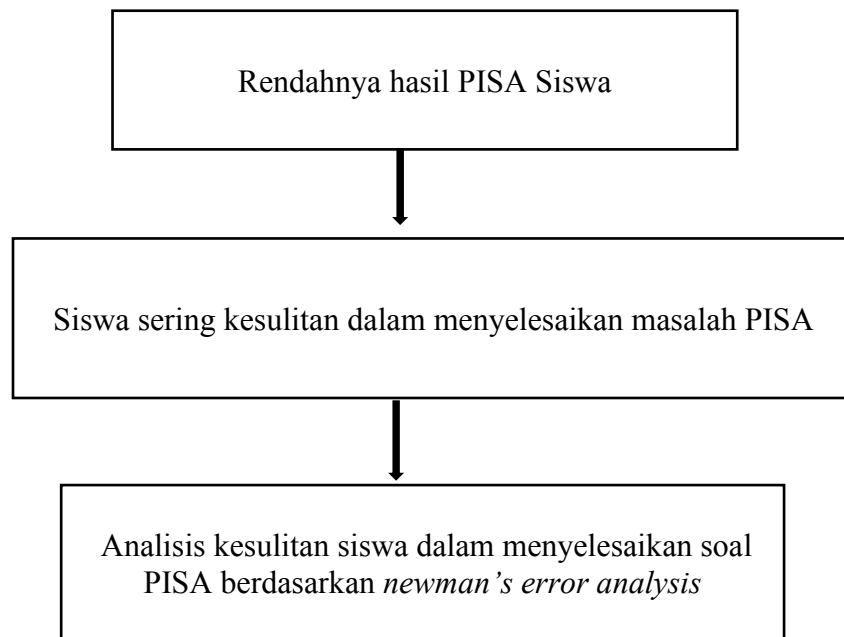 Rendahnya hasil PISA Siswa
Siswa sering kesulitan dalam menyelesaikan masalah PISA
Analisis kesulitan siswa dalam menyelesaikan soal
PISA berdasarkan newman’s error analysis